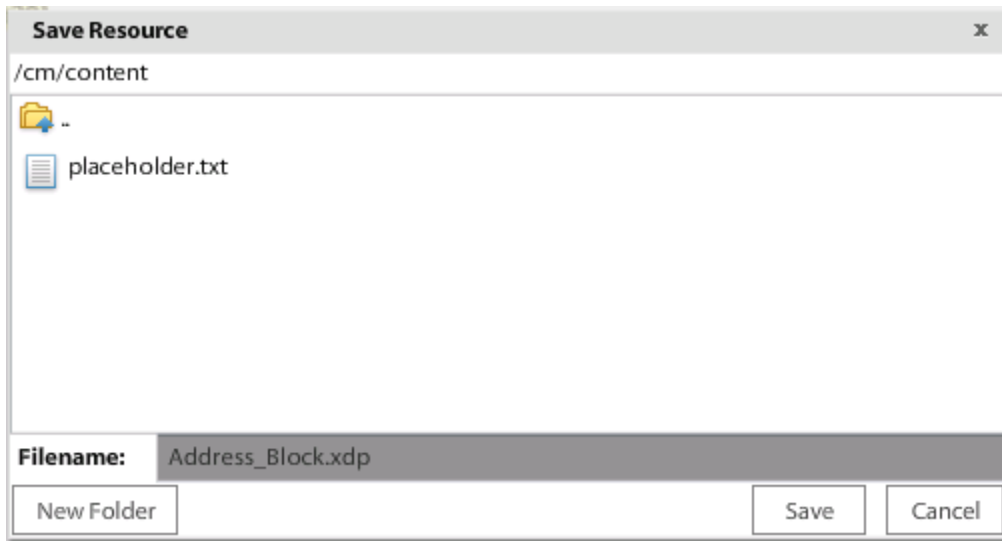 Save Resource x
/cm/content
..
placeholder.txt
Filename: Address_Block.xdp
New Folder Save Cancel